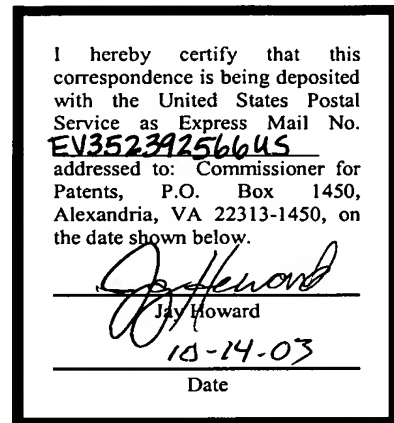 I hereby certify that this
correspondence is being deposited
with the United States Postal
Service as Express Mail No.
EV352392566US
addressed to: Commissioner for
Patents, P.O. Box 1450,
Alexandria, VA 22313-1450, on
the date shown below.
Jay Howard
Jay Howard
10-14-03
Date